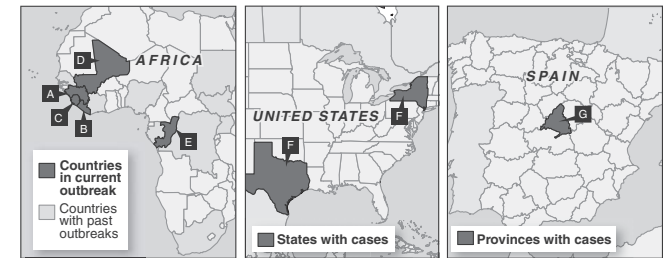 D
AFRICA
A
C
B
E
Countries
in current
outbreak
Countries
with past
outbreaks
UNITED STATES
F
F
States with cases
SPAIN
G
Provinces with cases